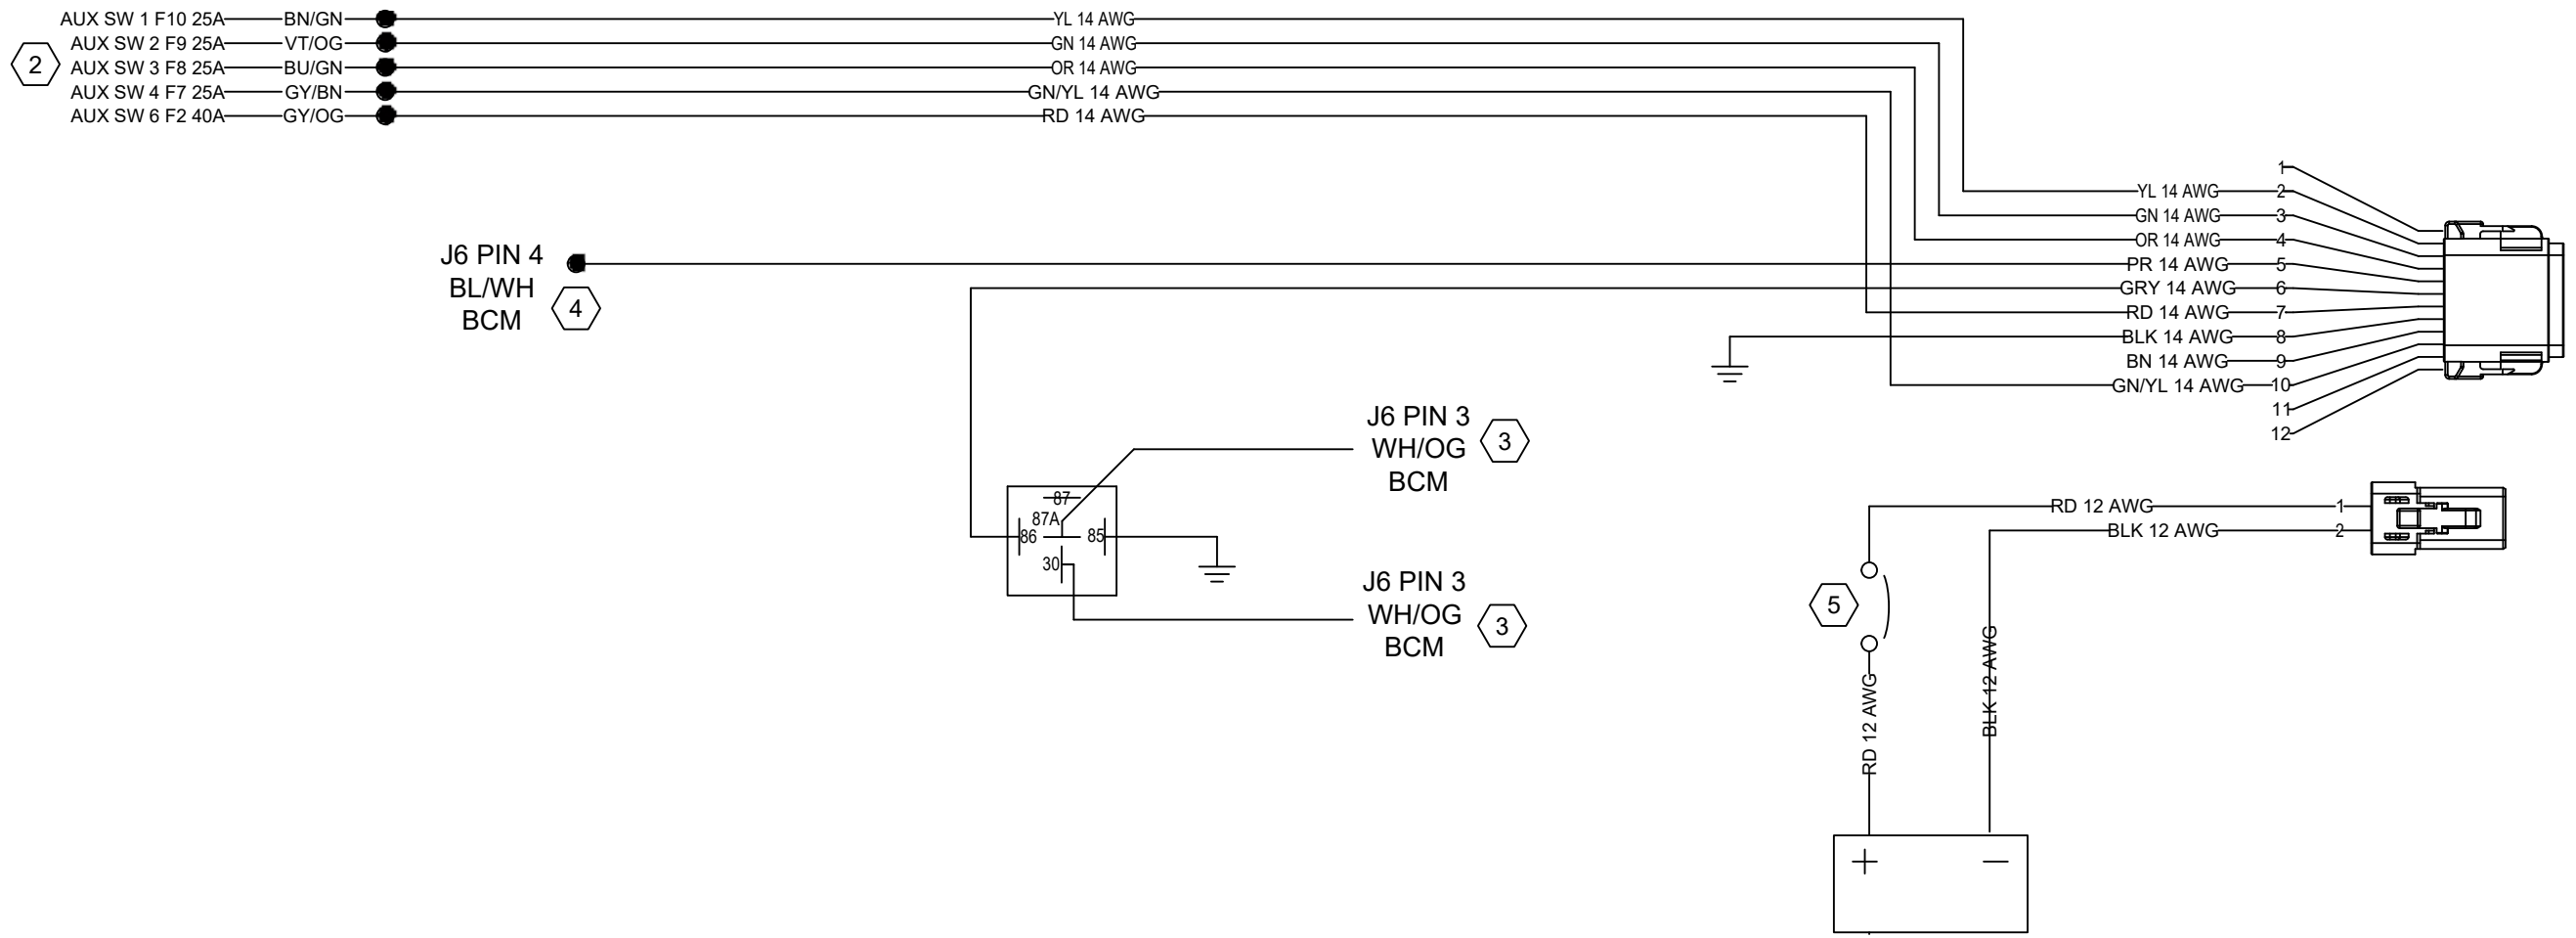 AUX SW 1 F10 25A BN/GN YL 14 AWG
AUX SW 2 F9 25A VT/OG GN 14 AWG
2
AUX SW 3 F8 25A BU/GN OR 14 AWG
AUX SW 4 F7 25A GY/BN GN/YL 14 AWG
AUX SW 6 F2 40A GY/OG RD 14 AWG
1
YL 14 AWG 2
GN 14 AWG 3
OR 14 AWG 4
PR 14 AWG 5
GRY 14 AWG 6
RD 14 AWG 7
BLK 14 AWG 8
BN 14 AWG 9
GN/YL 14 AWG 10
11
12
J6 PIN 4
BL/WH
BCM
4
J6 PIN 3
WH/OG
BCM
3
87
87A
86
85
30
J6 PIN 3
WH/OG
BCM
3
RD 12 AWG 1
BLK 12 AWG 2
5
RD 12 AWG
BLK 12 AWG
+ −